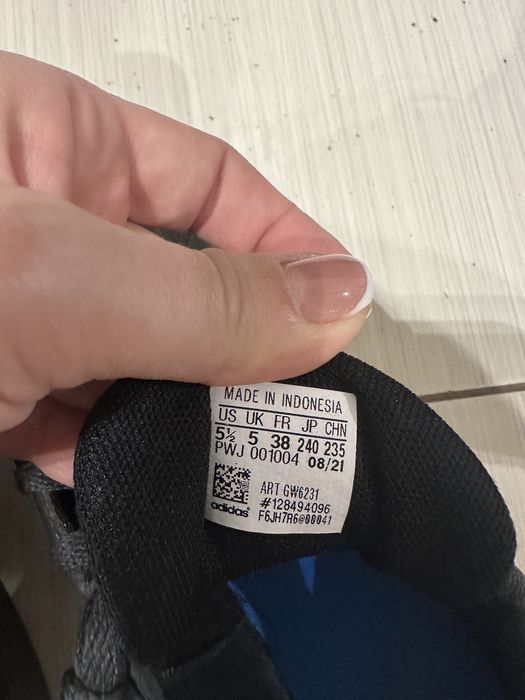 MADE IN INDONESIA
US UK FR JP CHN
5½ 5 38 240 235
PWJ 001004 08/21
ART GW6231
#128494096
adidas® F6JH7R6@00041